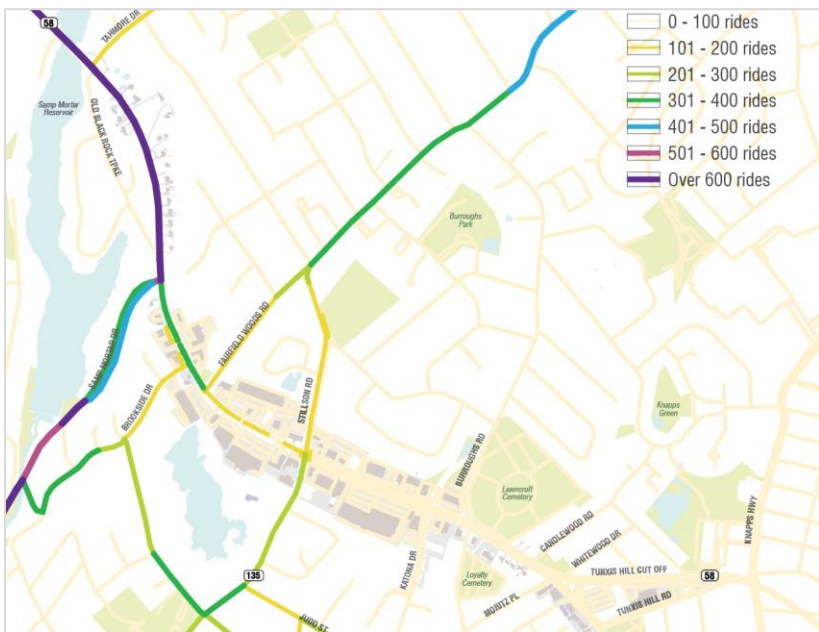 58
TAHMORE DR
Samp Mortar
Reservoir
OLD BLACK ROCK TPKE
0 - 100 rides
101 - 200 rides
201 - 300 rides
301 - 400 rides
401 - 500 rides
501 - 600 rides
Over 600 rides
Burroughs
Park
SAMP MORTAR DR
FAIRFIELD WOODS RD
BROOKSIDE DR
STILLSON RD
Knapps
Green
BURROUGHS RD
Lawncroft
Cemetery
KNAPPS HWY
CANDLEWOOD RD
WHITEWOOD DR
KATONA DR
Loyalty
Cemetery
TUNXIS HILL CUT OFF
58
135
MORITZ PL
TUNXIS HILL RD
JUDD ST